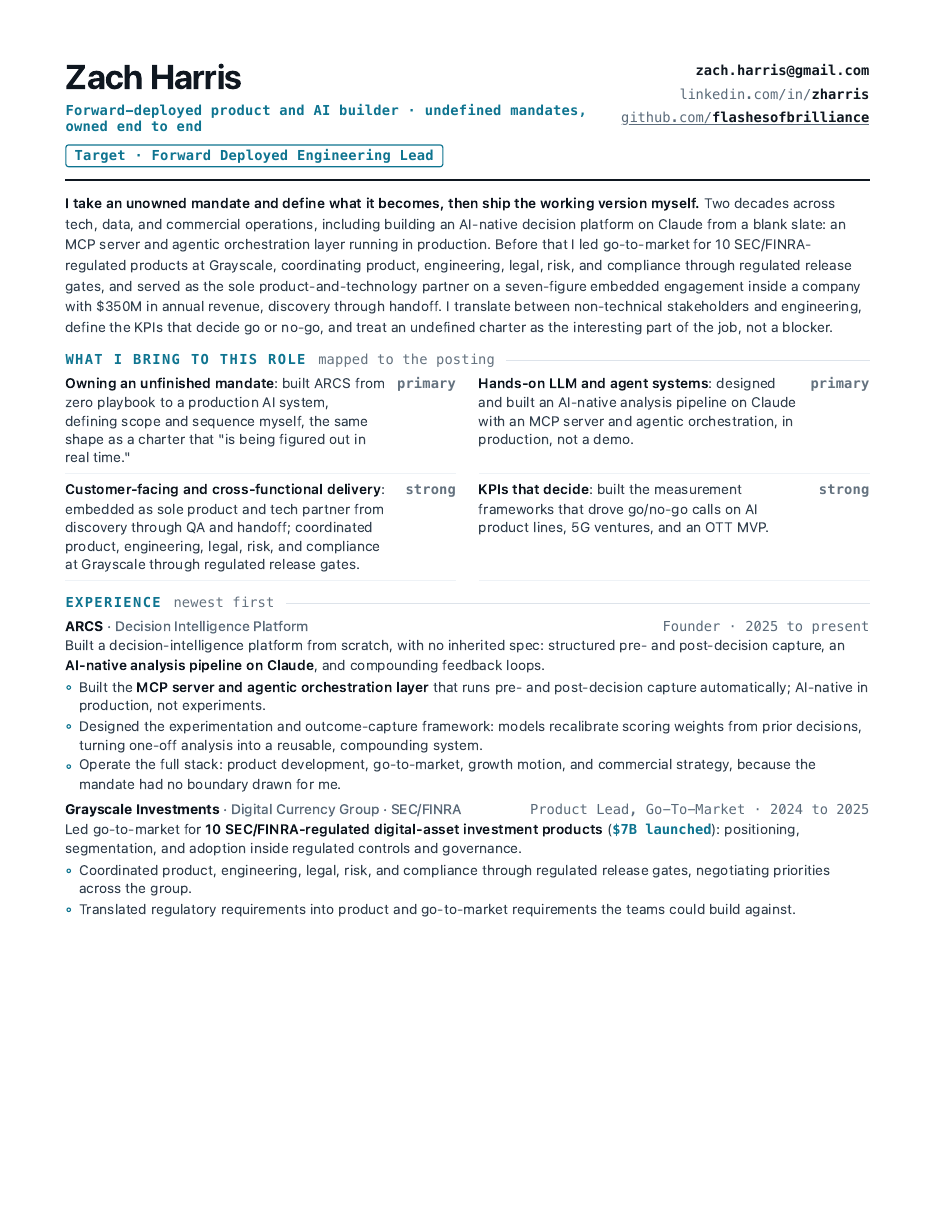 Zach Harris
zach.harris@gmail.com
linkedin.com/in/zharris
github.com/flashesofbrilliance
Forward-deployed product and AI builder · undefined mandates,
owned end to end
Target · Forward Deployed Engineering Lead
I take an unowned mandate and define what it becomes, then ship the working version myself. Two decades across
tech, data, and commercial operations, including building an AI-native decision platform on Claude from a blank slate: an
MCP server and agentic orchestration layer running in production. Before that I led go-to-market for 10 SEC/FINRA-
regulated products at Grayscale, coordinating product, engineering, legal, risk, and compliance through regulated release
gates, and served as the sole product-and-technology partner on a seven-figure embedded engagement inside a company
with $350M in annual revenue, discovery through handoff. I translate between non-technical stakeholders and engineering,
define the KPIs that decide go or no-go, and treat an undefined charter as the interesting part of the job, not a blocker.
WHAT I BRING TO THIS ROLE mapped to the posting
Owning an unfinished mandate: built ARCS from primary
zero playbook to a production AI system,
defining scope and sequence myself, the same
shape as a charter that "is being figured out in
real time."
Hands-on LLM and agent systems: designed primary
and built an AI-native analysis pipeline on Claude
with an MCP server and agentic orchestration, in
production, not a demo.
Customer-facing and cross-functional delivery: strong
embedded as sole product and tech partner from
discovery through QA and handoff; coordinated
product, engineering, legal, risk, and compliance
at Grayscale through regulated release gates.
KPIs that decide: built the measurement strong
frameworks that drove go/no-go calls on AI
product lines, 5G ventures, and an OTT MVP.
EXPERIENCE newest first
ARCS · Decision Intelligence Platform Founder · 2025 to present
Built a decision-intelligence platform from scratch, with no inherited spec: structured pre- and post-decision capture, an
AI-native analysis pipeline on Claude, and compounding feedback loops.
Built the MCP server and agentic orchestration layer that runs pre- and post-decision capture automatically; AI-native in
production, not experiments.
Designed the experimentation and outcome-capture framework: models recalibrate scoring weights from prior decisions,
turning one-off analysis into a reusable, compounding system.
Operate the full stack: product development, go-to-market, growth motion, and commercial strategy, because the
mandate had no boundary drawn for me.
Grayscale Investments · Digital Currency Group · SEC/FINRA Product Lead, Go-To-Market · 2024 to 2025
Led go-to-market for 10 SEC/FINRA-regulated digital-asset investment products ($7B launched): positioning,
segmentation, and adoption inside regulated controls and governance.
Coordinated product, engineering, legal, risk, and compliance through regulated release gates, negotiating priorities
across the group.
Translated regulatory requirements into product and go-to-market requirements the teams could build against.